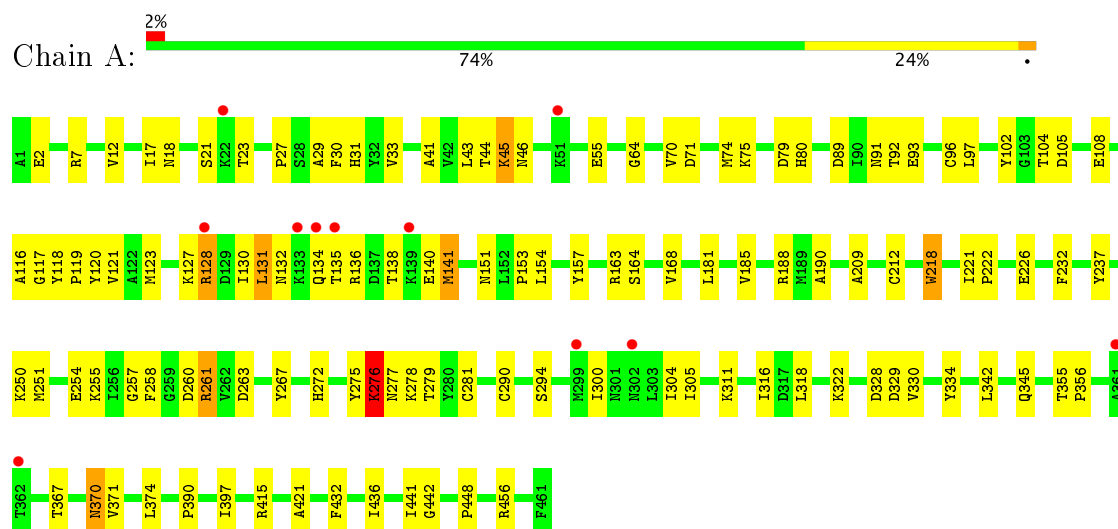 2%
Chain A:
74% 24% •
A1 E2 R7 V12 I17 N18 S21 K22 T23 P27 S28 A29 F30 H31 Y32 V33 A41 V42 L43 T44 K45 N46 K51 E55 G64 V70 D71 M74 K75 D79 H80 D89 I90 N91 T92 E93 C96 L97 Y102 G103 T104 D105 E108
A116 G117 Y118 P119 Y120 V121 A122 M123 K127 R128 D129 I130 L131 N132 K133 Q134 T135 R136 D137 T138 K139 E140 M141 N151 L152 P153 L154 Y157 R163 S164 V168 L181 V185 R188 M189 A190 A209 C212 W218 I221 P222 E226 F232 Y237
K250 M251 E254 K255 I256 G257 F258 G259 D260 R261 V262 D263 Y267 H272 Y275 K276 N277 K278 T279 Y280 C281 C290 S294 M299 I300 N301 N302 L303 I304 I305 K311 I316 D317 L318 K322 D328 D329 V330 Y334 L342 Q345 T355 P356 A361
T362 T367 N370 V371 L374 P390 I397 R415 A421 F432 I436 I441 G442 P448 R456 F461